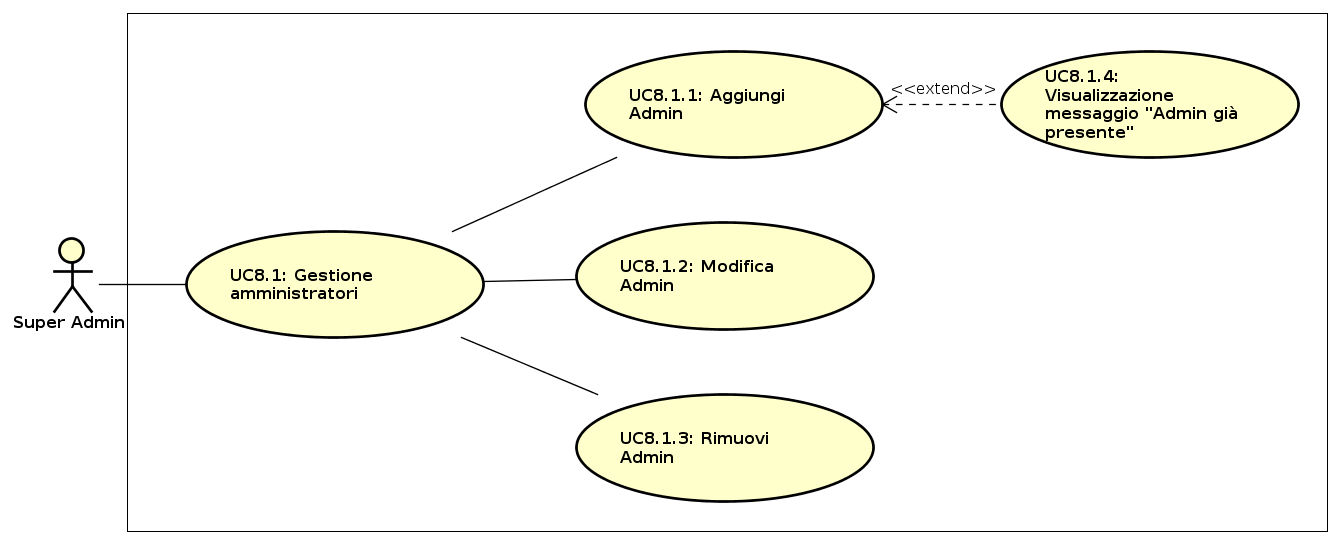 UC8.1.1: Aggiungi
Admin
<<extend>>
UC8.1.4:
Visualizzazione
messaggio "Admin già
presente"
Super Admin
UC8.1: Gestione
amministratori
UC8.1.2: Modifica
Admin
UC8.1.3: Rimuovi
Admin